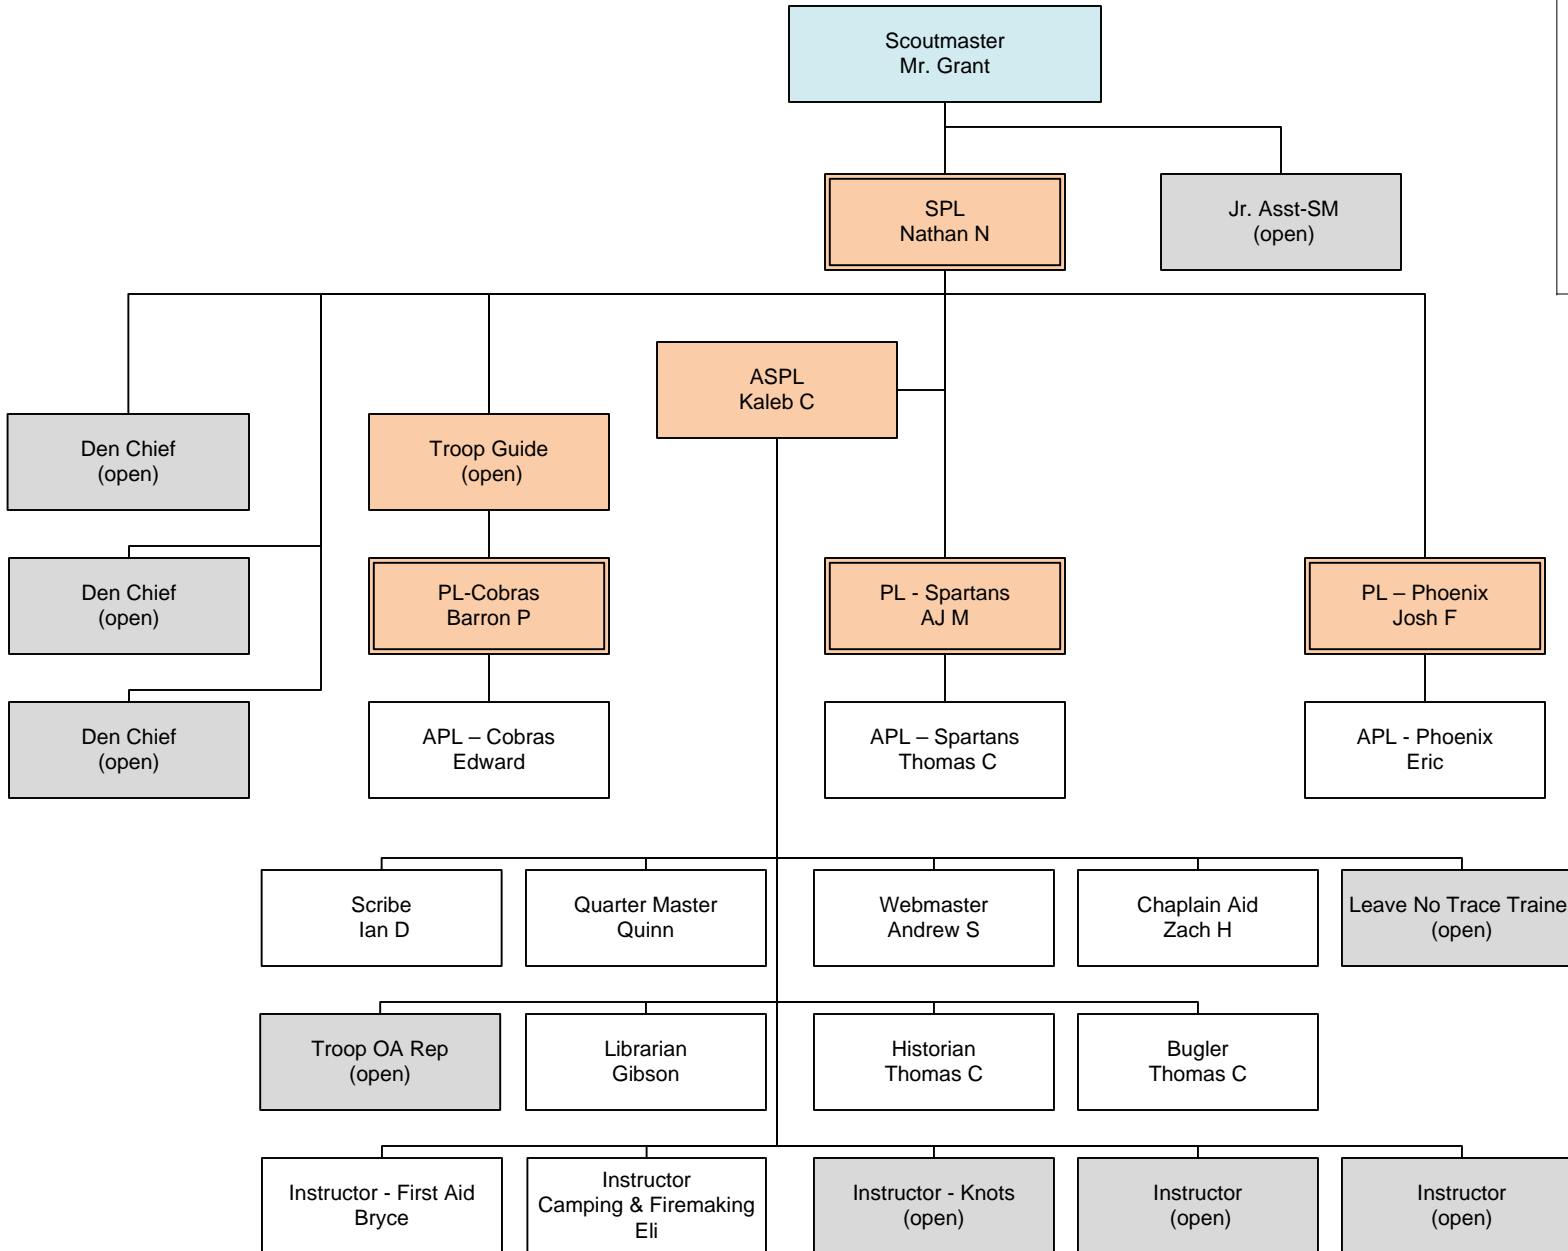 Scoutmaster
Mr. Grant
SPL
Nathan N
Jr. Asst-SM
(open)
ASPL
Kaleb C
Den Chief
(open)
Troop Guide
(open)
Den Chief
(open)
PL-Cobras
Barron P
PL - Spartans
AJ M
PL – Phoenix
Josh F
Den Chief
(open)
APL – Cobras
Edward
APL – Spartans
Thomas C
APL - Phoenix
Eric
Scribe
Ian D
Quarter Master
Quinn
Webmaster
Andrew S
Chaplain Aid
Zach H
Leave No Trace Traine
(open)
Troop OA Rep
(open)
Librarian
Gibson
Historian
Thomas C
Bugler
Thomas C
Instructor - First Aid
Bryce
Instructor
Camping & Firemaking
Eli
Instructor - Knots
(open)
Instructor
(open)
Instructor
(open)